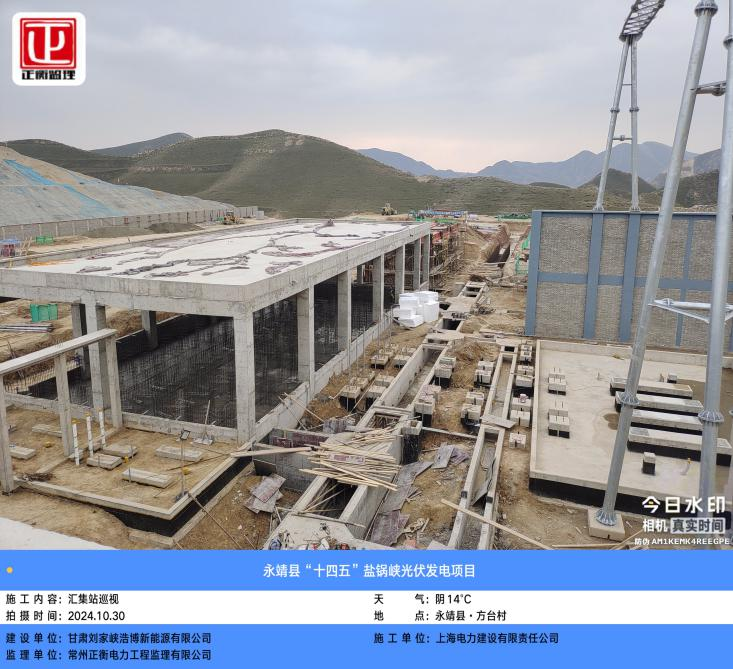 正衡监理
今日水印
相机 真实时间
防伪 AM1KEMK4REEGPE
永靖县“十四五”盐锅峡光伏发电项目
施工内容：汇集站巡视
天 气：阴 14℃
拍摄时间：2024.10.30
地 点：永靖县·方台村
建设单位：甘肃刘家峡浩博新能源有限公司
施工单位：上海电力建设有限责任公司
监理单位：常州正衡电力工程监理有限公司